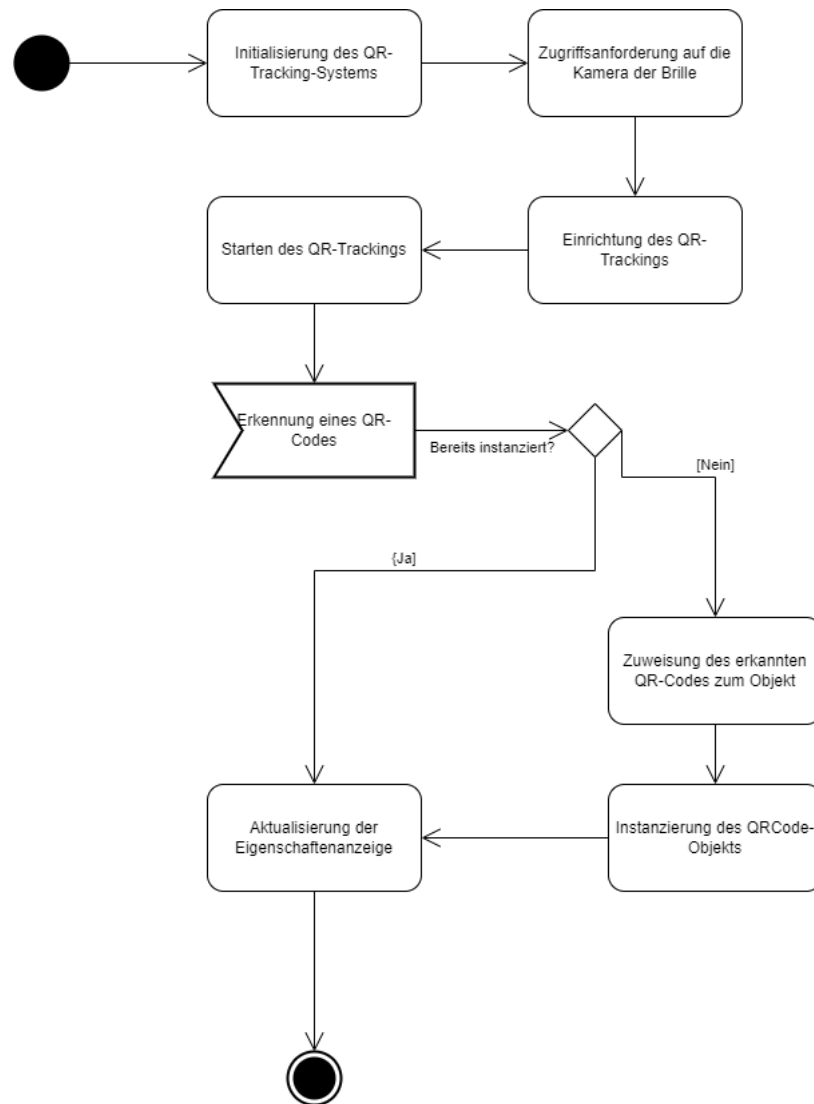 Initialisierung des QR-
Tracking-Systems
Zugriffsanforderung auf die
Kamera der Brille
Starten des QR-Trackings
Einrichtung des QR-
Trackings
Erkennung eines QR-
Codes
Bereits instanziert?
[Nein]
{Ja]
Zuweisung des erkannten
QR-Codes zum Objekt
Aktualisierung der
Eigenschaftenanzeige
Instanzierung des QRCode-
Objekts